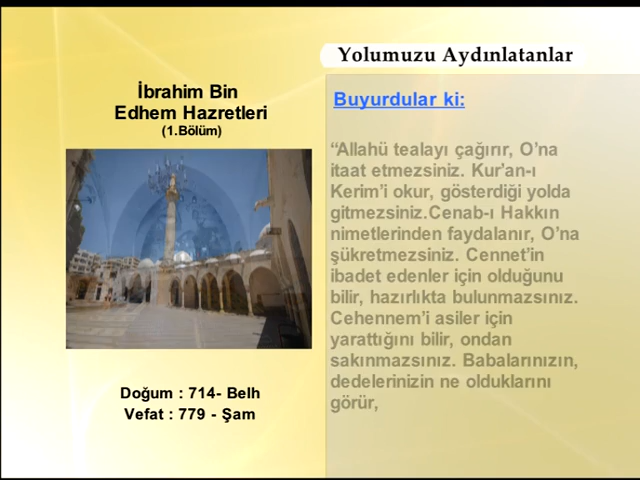 Yolumuzu Aydınlatanlar
İbrahim Bin
Edhem Hazretleri
(1.Bölüm)
Doğum : 714- Belh
Vefat : 779 - Şam
Buyurdular ki:
“Allahü tealayı çağırır, O’na
itaat etmezsiniz. Kur’an-ı
Kerim’i okur, gösterdiği yolda
gitmezsiniz.Cenab-ı Hakkın
nimetlerinden faydalanır, O’na
şükretmezsiniz. Cennet’in
ibadet edenler için olduğunu
bilir, hazırlıkta bulunmazsınız.
Cehennem’i asiler için
yarattığını bilir, ondan
sakınmazsınız. Babalarınızın,
dedelerinizin ne olduklarını
görür,